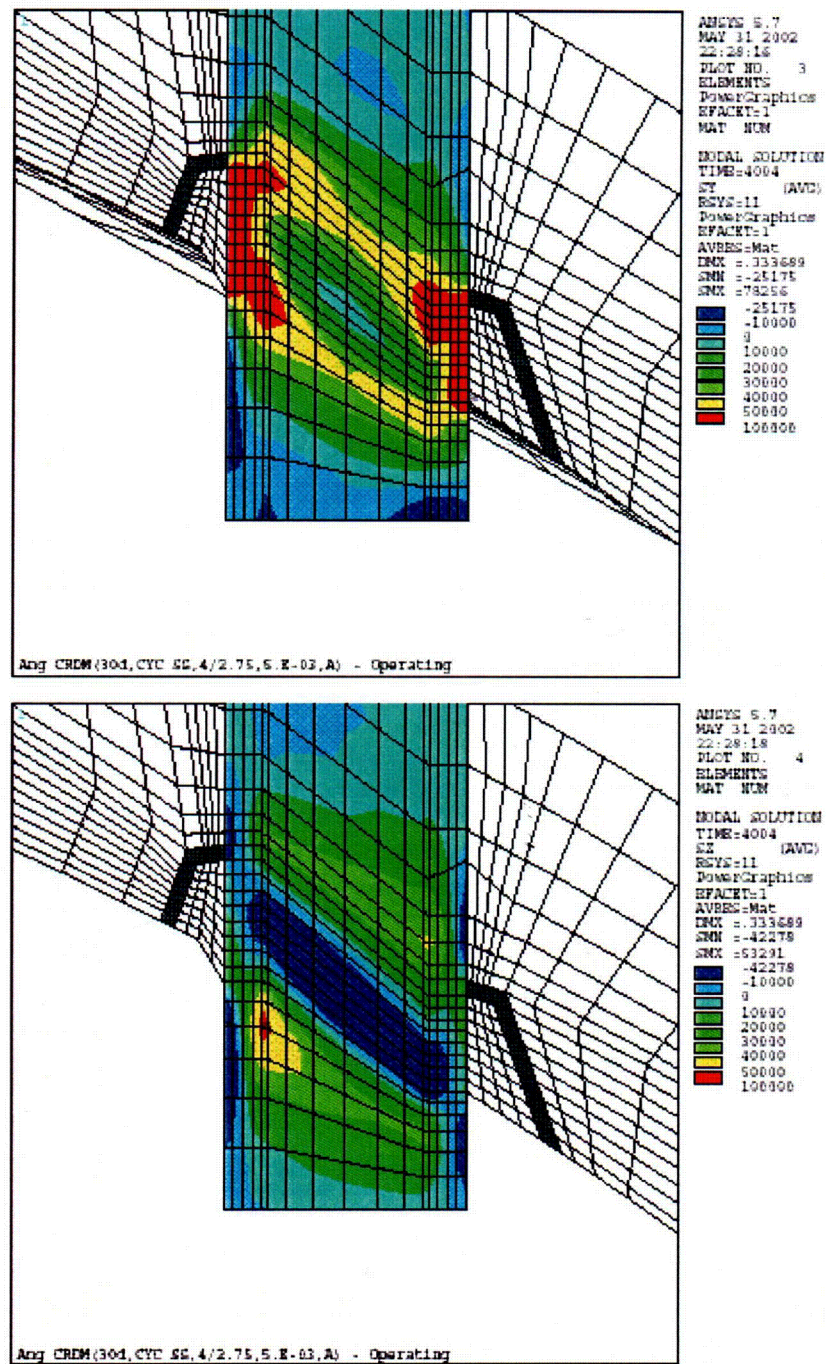 ANSYS 5.7
MAY 31 2002
22:28:16
PLOT NO. 3
ELEMENTS
PowerGraphics
EFACET=1
MAT NUM
NODAL SOLUTION
TIME=4004
SY (AVG)
RSYS=11
PowerGraphics
EFACET=1
AVRES=Mat
DMX =.333689
SMN =-25175
SMX =78256
-25175
-10000
0
10000
20000
30000
40000
50000
100000
Ang CRDM(30d,CYC SS,4/2.75,5.E-03,A) - Operating
ANSYS 5.7
MAY 31 2002
22:28:18
PLOT NO. 4
ELEMENTS
MAT NUM
NODAL SOLUTION
TIME=4004
SZ (AVG)
RSYS=11
PowerGraphics
EFACET=1
AVRES=Mat
DMX =.333689
SMN =-42278
SMX =53291
-42278
-10000
0
10000
20000
30000
40000
50000
100000
Ang CRDM(30d,CYC SS,4/2.75,5.E-03,A) - Operating